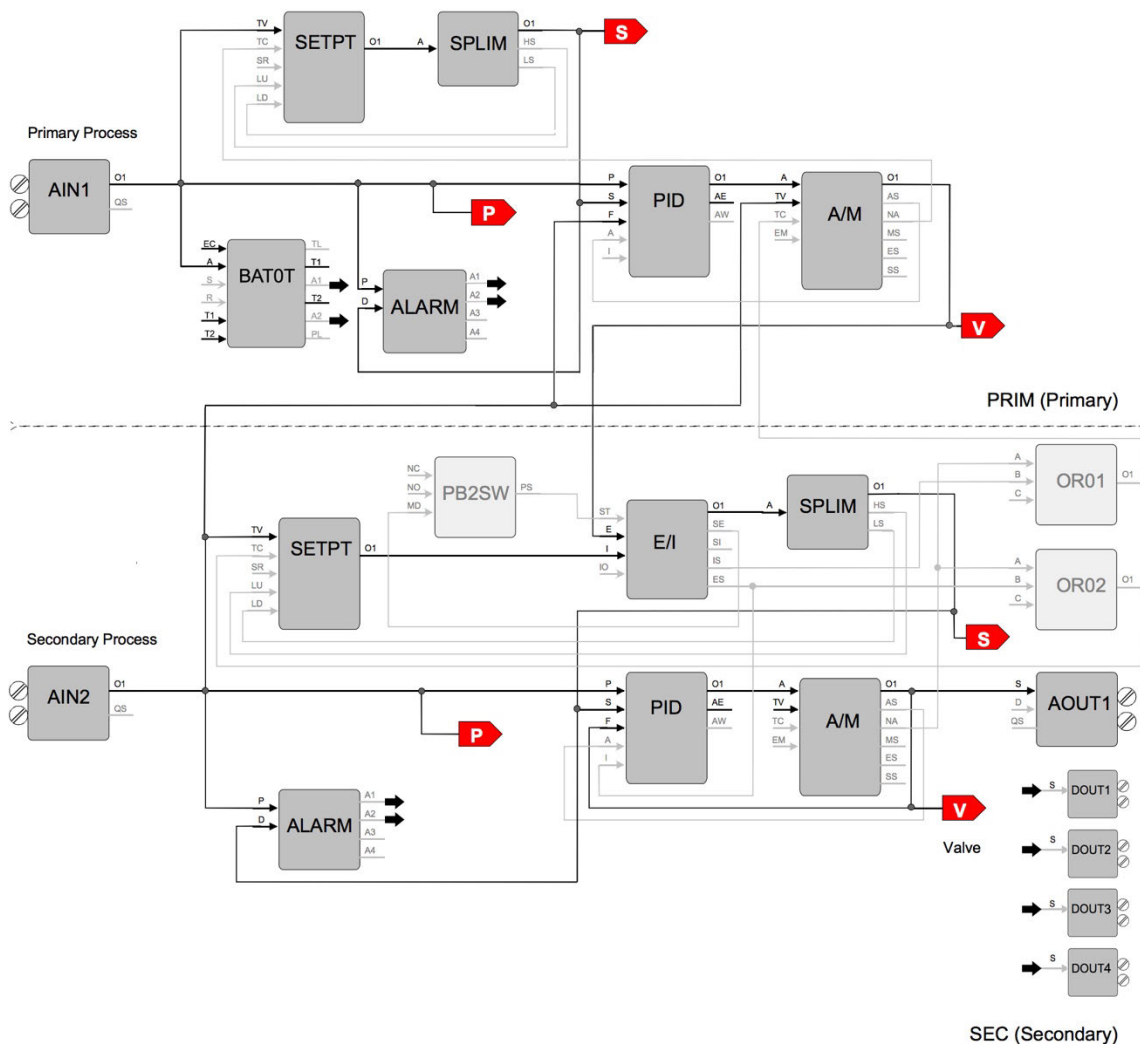 TV
TC
SR
LU
LD
SETPT
O1
A
SPLIM
O1
HS
LS
S
Primary Process
AIN1
O1
QS
P
EC
A
S
R
T1
T2
BAT0T
TL
T1
A1
T2
A2
PL
P
D
ALARM
A1
A2
A3
A4
P
S
F
A
I
PID
O1
AE
AW
A
TV
TC
EM
A/M
O1
AS
NA
MS
ES
SS
V
PRIM (Primary)
NC
NO
MD
PB2SW
PS
TV
TC
SR
LU
LD
SETPT
O1
ST
E
I
IO
E/I
O1
SE
SI
IS
ES
A
SPLIM
O1
HS
LS
A
B
C
OR01
O1
A
B
C
OR02
O1
S
Secondary Process
AIN2
O1
QS
P
P
S
F
A
I
PID
O1
AE
AW
A
TV
TC
EM
A/M
O1
AS
NA
MS
ES
SS
S
D
QS
AOUT1
P
D
ALARM
A1
A2
A3
A4
V
Valve
S
DOUT1
S
DOUT2
S
DOUT3
S
DOUT4
SEC (Secondary)